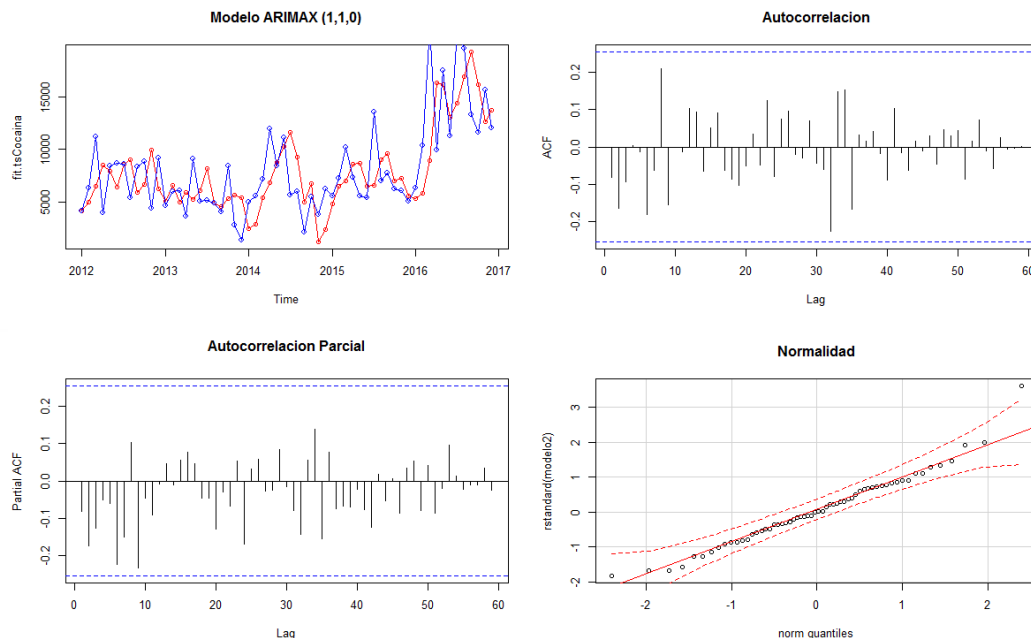 Modelo ARIMAX (1,1,0)
fit.tsCocaina
15000
10000
5000
2012 2013 2014 2015 2016 2017
Time
Autocorrelacion
ACF
0.2
0.1
0.0
-0.1
-0.2
0 10 20 30 40 50 60
Lag
Autocorrelacion Parcial
Partial ACF
0.2
0.1
0.0
-0.1
-0.2
0 10 20 30 40 50 60
Lag
Normalidad
rstandard(modelo2)
3
2
1
0
-1
-2
-2 -1 0 1 2
norm quantiles